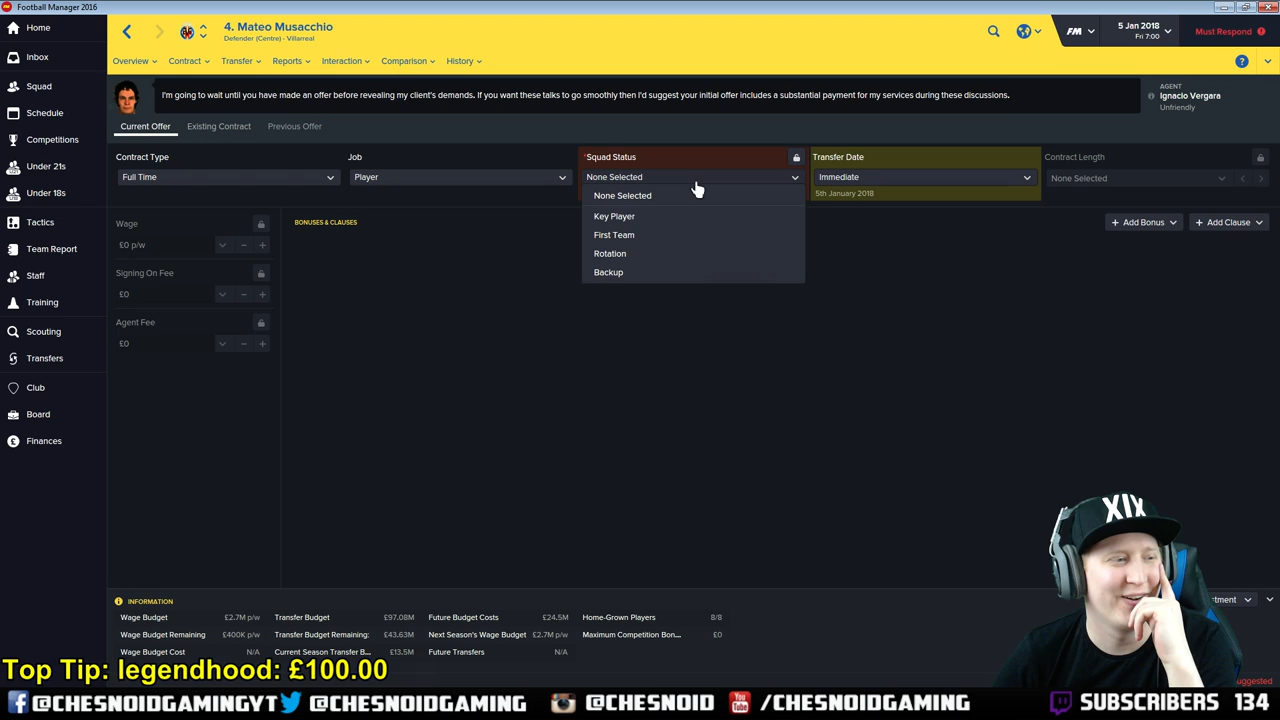 Football Manager 2016
Home
Inbox
Squad
Schedule
Competitions
Under 21s
Under 18s
Tactics
Team Report
Staff
Training
Scouting
Transfers
Club
Board
Finances
4. Mateo Musacchio
Defender (Centre) - Villarreal
FM
5 Jan 2018
Fri 7:00
Must Respond
Overview Contract Transfer Reports Interaction Comparison History
I'm going to wait until you have made an offer before revealing my client's demands. If you want these talks to go smoothly then I'd suggest your initial offer includes a substantial payment for my services during these discussions.
AGENT
Ignacio Vergara
Unfriendly
Current Offer Existing Contract Previous Offer
Contract Type
Full Time
Job
Player
*Squad Status
None Selected
None Selected
Key Player
First Team
Rotation
Backup
Transfer Date
Immediate
5th January 2018
Contract Length
None Selected
Wage
£0 p/w
Signing On Fee
£0
Agent Fee
£0
BONUSES & CLAUSES
+ Add Bonus
+ Add Clause
INFORMATION
Wage Budget £2.7M p/w Transfer Budget £97.08M Future Budget Costs £24.5M Home-Grown Players 8/8
Wage Budget Remaining £400K p/w Transfer Budget Remaining: £43.63M Next Season's Wage Budget £2.7M p/w Maximum Competition Bon... £0
Wage Budget Cost N/A Current Season Transfer B... £13.5M Future Transfers N/A
Top Tip: legendhood: £100.00
@CHESNOIDGAMINGYT @CHESNOIDGAMING @CHESNOID /CHESNOIDGAMING SUBSCRIBERS 134
XIX